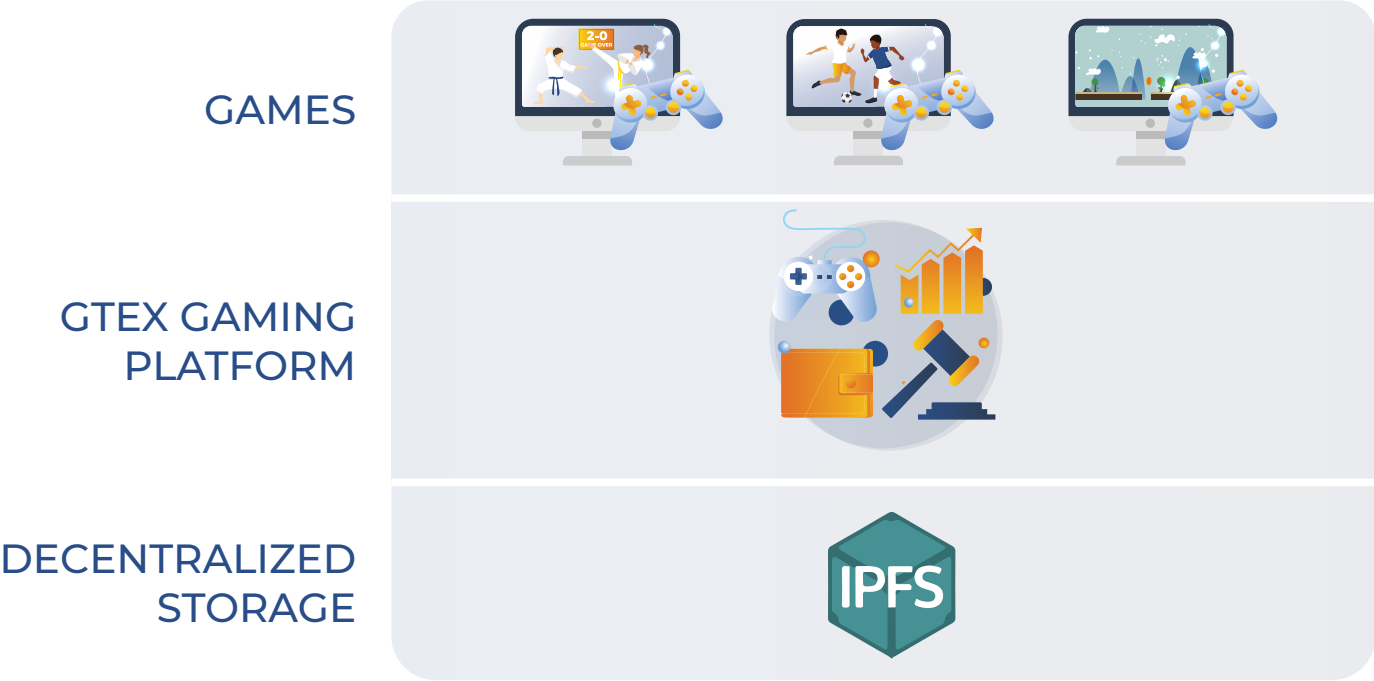 GAMES
2-0
GAME OVER
GTEX GAMING
PLATFORM
DECENTRALIZED
STORAGE
IPFS